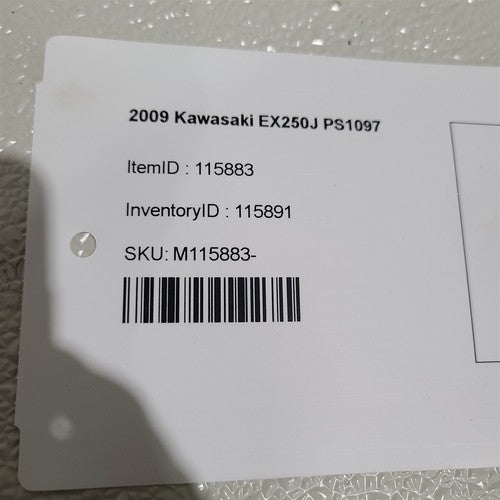 2009 Kawasaki EX250J PS1097
ItemID : 115883
InventoryID : 115891
SKU: M115883-